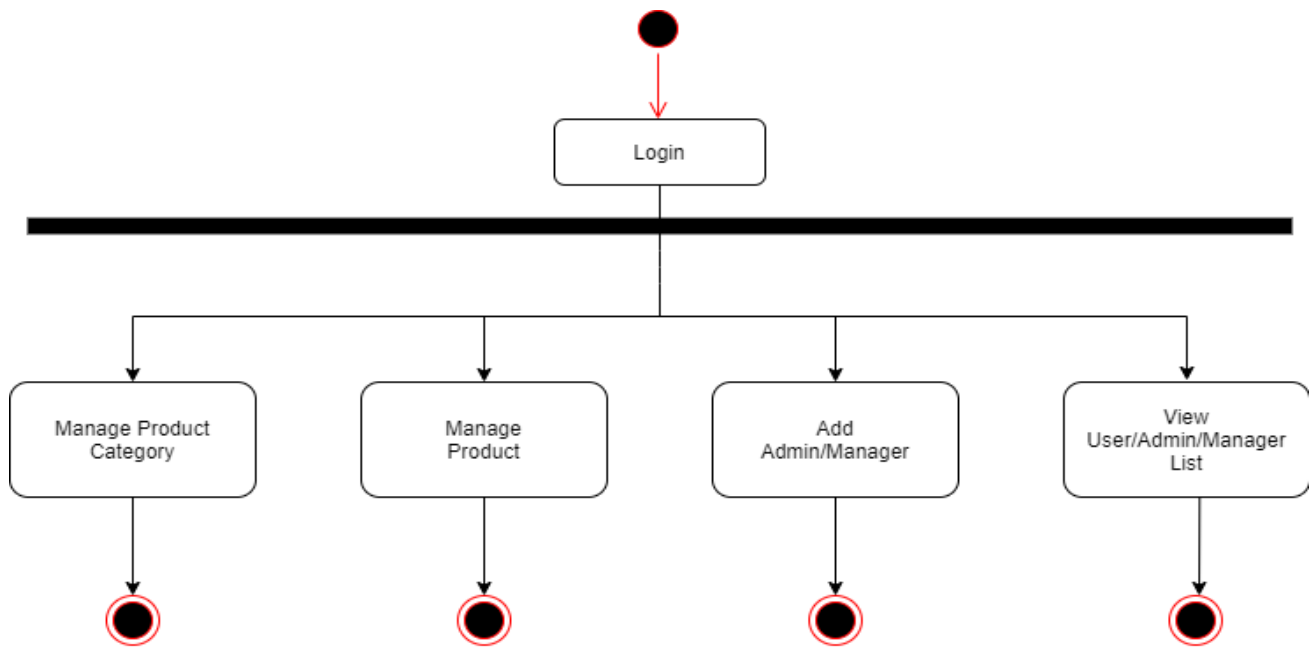 Login
Manage Product
Category
Manage
Product
Add
Admin/Manager
View
User/Admin/Manager
List